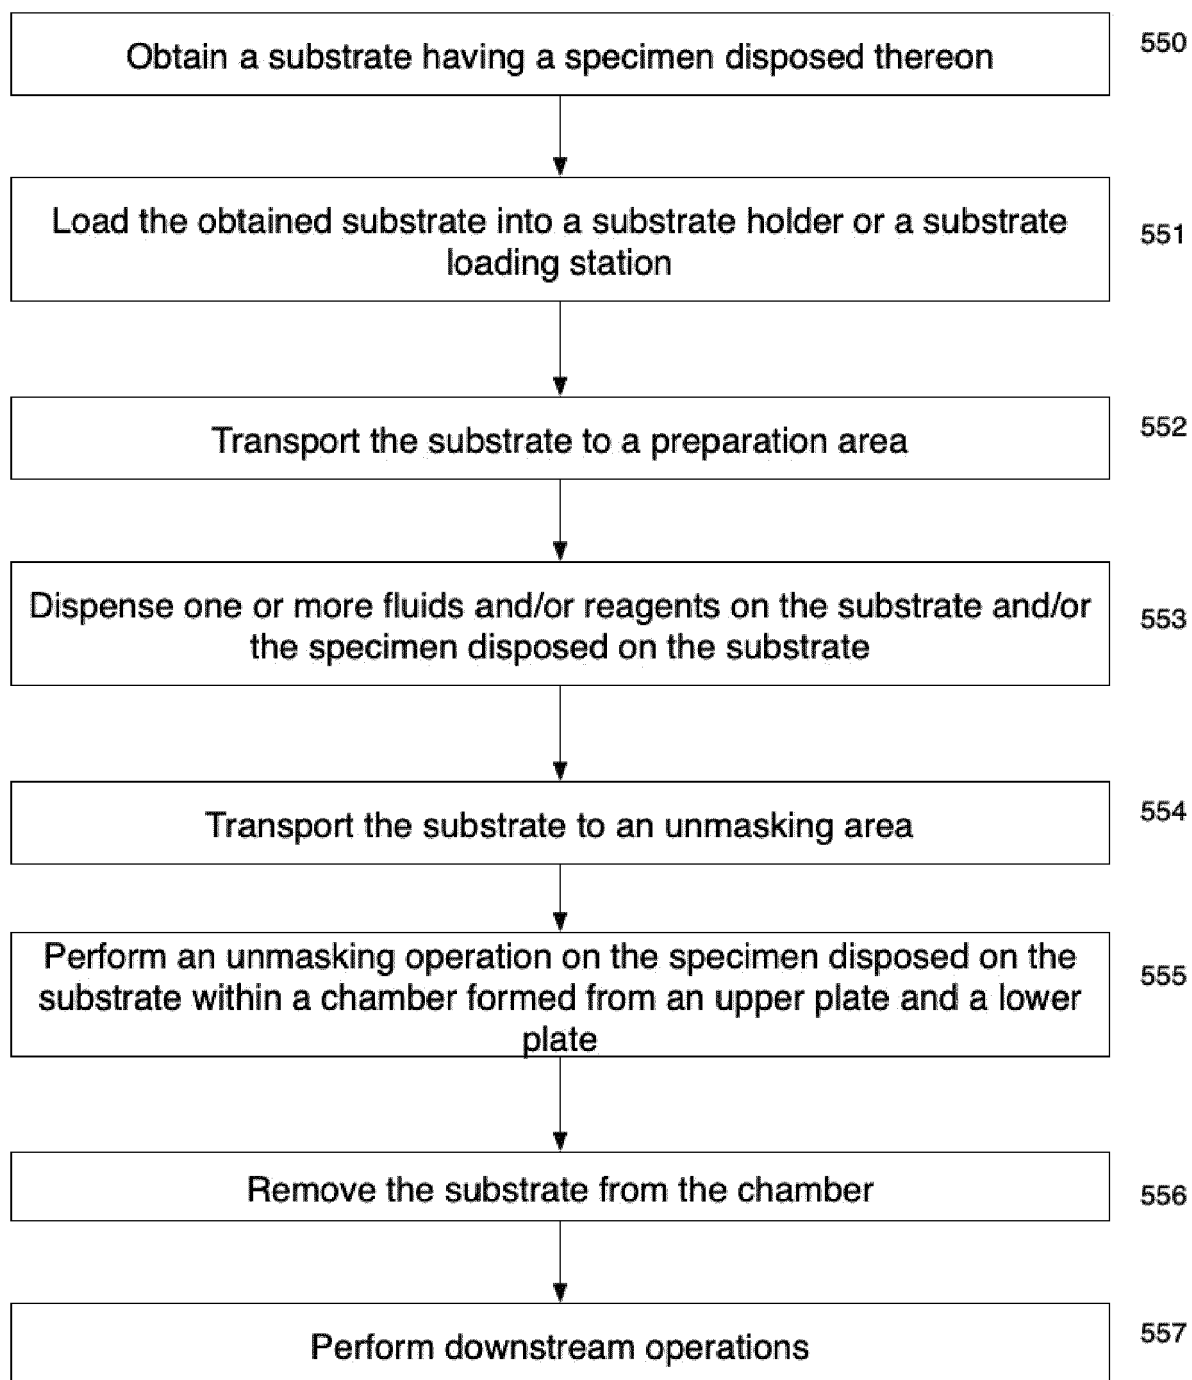 Obtain a substrate having a specimen disposed thereon
550
Load the obtained substrate into a substrate holder or a substrate
loading station
551
Transport the substrate to a preparation area
552
Dispense one or more fluids and/or reagents on the substrate and/or
the specimen disposed on the substrate
553
Transport the substrate to an unmasking area
554
Perform an unmasking operation on the specimen disposed on the
substrate within a chamber formed from an upper plate and a lower
plate
555
Remove the substrate from the chamber
556
Perform downstream operations
557